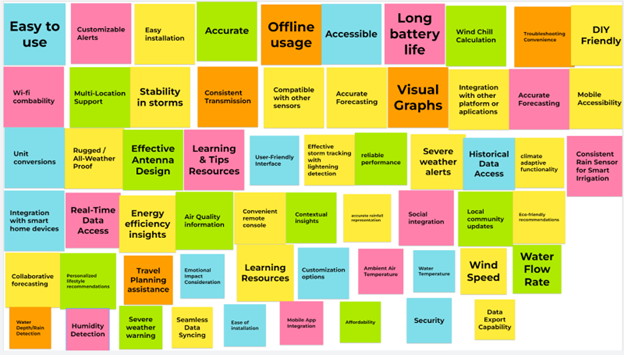 Easy to
use
Customizable
Alerts
Easy
installation
Accurate
Offline
usage
Accessible
Long
battery
life
Wind Chill
Calculation
Troubleshooting
Convenience
DIY
Friendly
Wi-fi
combability
Multi-Location
Support
Stability
in storms
Consistent
Transmission
Compatible
with other
sensors
Accurate
Forecasting
Visual
Graphs
Integration
with other
platform or
aplications
Accurate
Forecasting
Mobile
Accessibility
Unit
conversions
Rugged /
All-Weather
Proof
Effective
Antenna
Design
Learning
& Tips
Resources
User-Friendly
Interface
Effective
storm tracking
with
lightening
detection
reliable
performance
Severe
weather
alerts
Historical
Data
Access
climate
adaptive
functionality
Consistent
Rain Sensor
for Smart
Irrigation
Integration
with smart
home devices
Real-Time
Data
Access
Energy
efficiency
insights
Air Quality
information
Convenient
remote
console
Contextual
insights
accurate rainfall
representation
Social
integration
Local
community
updates
Eco-friendly
recommendations
Collaborative
forecasting
Personalized
lifestyle
recommendations
Travel
Planning
assistance
Emotional
Impact
Consideration
Learning
Resources
Customization
options
Ambient Air
Temperature
Water
Temperature
Wind
Speed
Water
Flow
Rate
Water
Depth/Rain
Detection
Humidity
Detection
Severe
weather
warning
Seamless
Data
Syncing
Ease of
installation
Mobile App
Integration
Affordability
Security
Data
Export
Capability